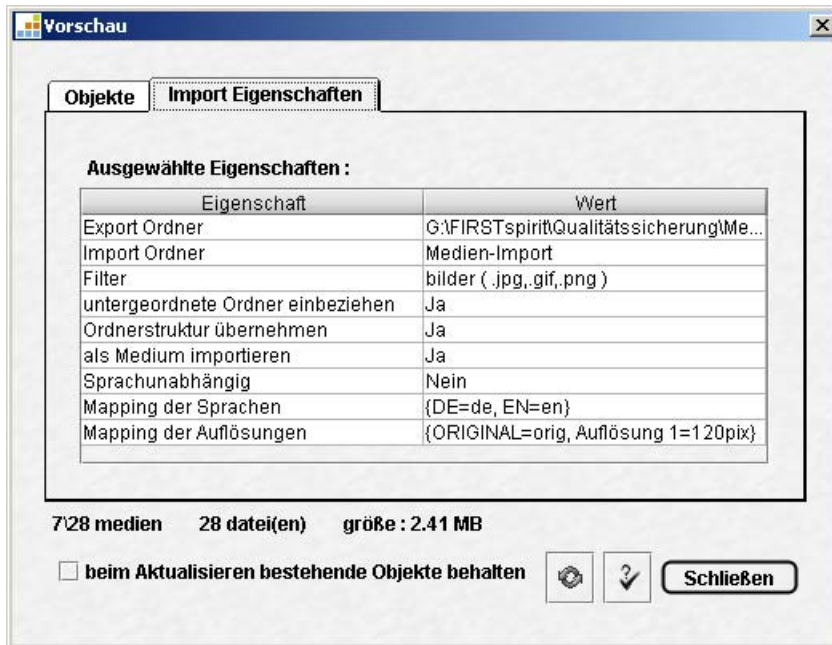 Vorschau
Objekte
Import Eigenschaften
Ausgewählte Eigenschaften :
Eigenschaft Wert
Export Ordner G:\FIRSTspirit\Qualitätssicherung\Me...
Import Ordner Medien-Import
Filter bilder ( .jpg,.gif,.png )
untergeordnete Ordner einbeziehen Ja
Ordnerstruktur übernehmen Ja
als Medium importieren Ja
Sprachunabhängig Nein
Mapping der Sprachen {DE=de, EN=en}
Mapping der Auflösungen {ORIGINAL=orig, Auflösung 1=120pix}
7\28 medien 28 datei(en) größe : 2.41 MB
beim Aktualisieren bestehende Objekte behalten
Schließen